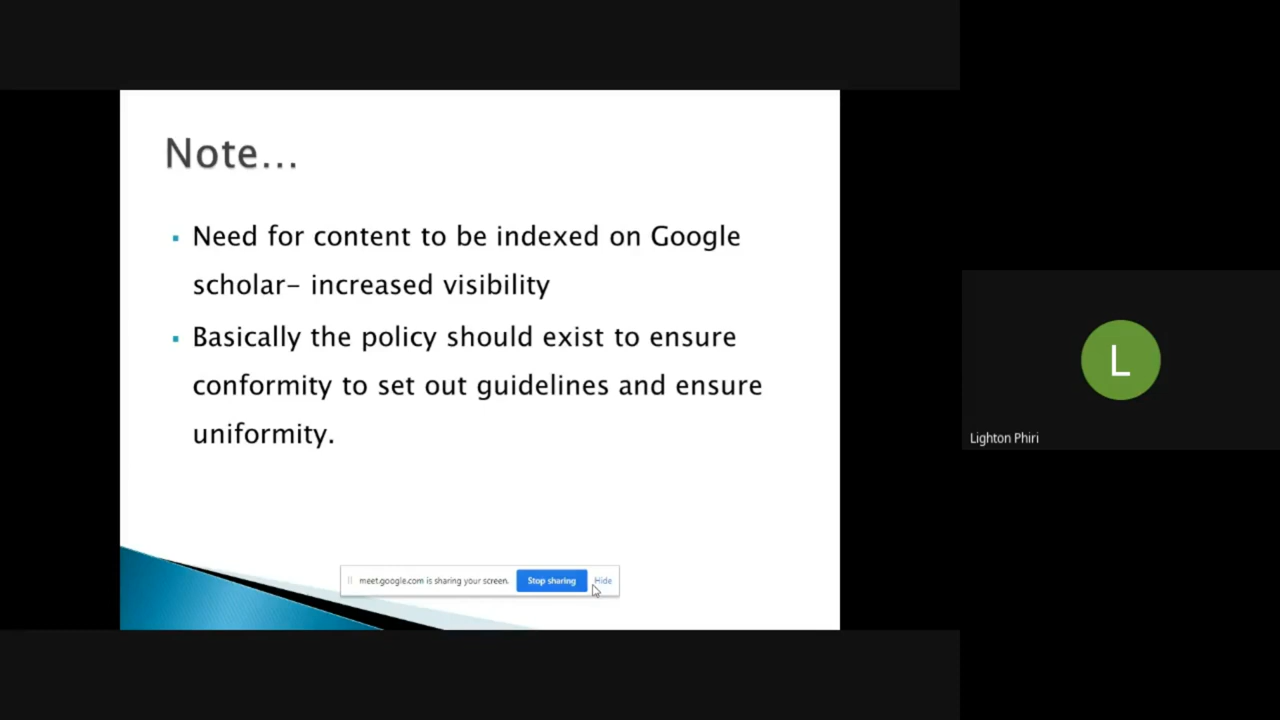 Note...
Need for content to be indexed on Google
scholar- increased visibility
Basically the policy should exist to ensure
conformity to set out guidelines and ensure
uniformity.
meet.google.com is sharing your screen. Stop sharing Hide
L
Lighton Phiri